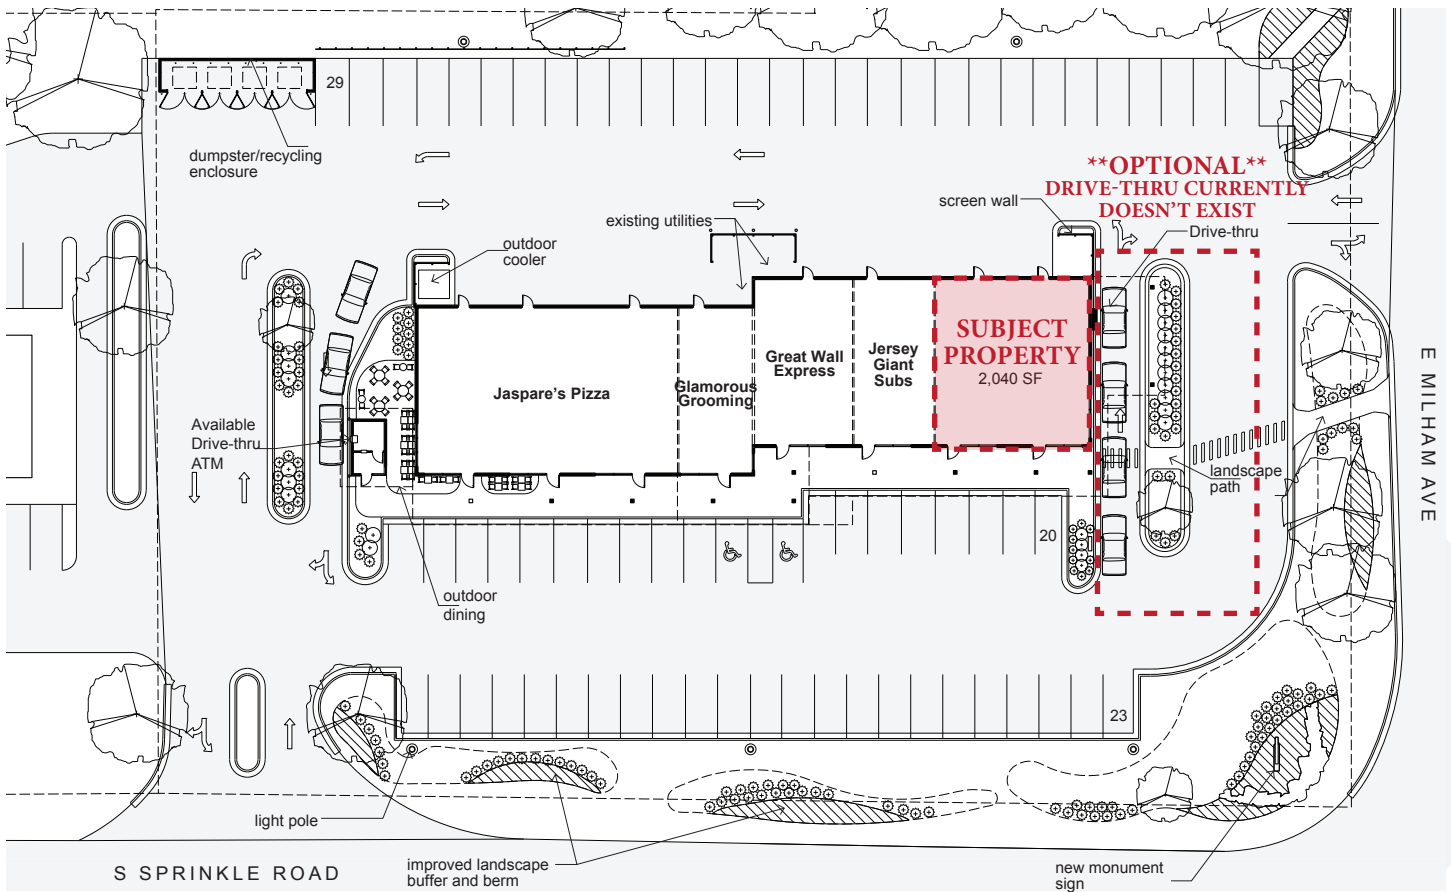 29
dumpster/recycling
enclosure
**OPTIONAL**
DRIVE-THRU CURRENTLY
DOESN'T EXIST
Drive-thru
screen wall
existing utilities
outdoor
cooler
SUBJECT
PROPERTY
2,040 SF
Jersey
Giant
Subs
Great Wall
Express
Glamorous
Grooming
Jaspare's Pizza
Available
Drive-thru
ATM
landscape
path
E MILHAM AVE
20
outdoor
dining
23
light pole
improved landscape
buffer and berm
new monument
sign
S SPRINKLE ROAD